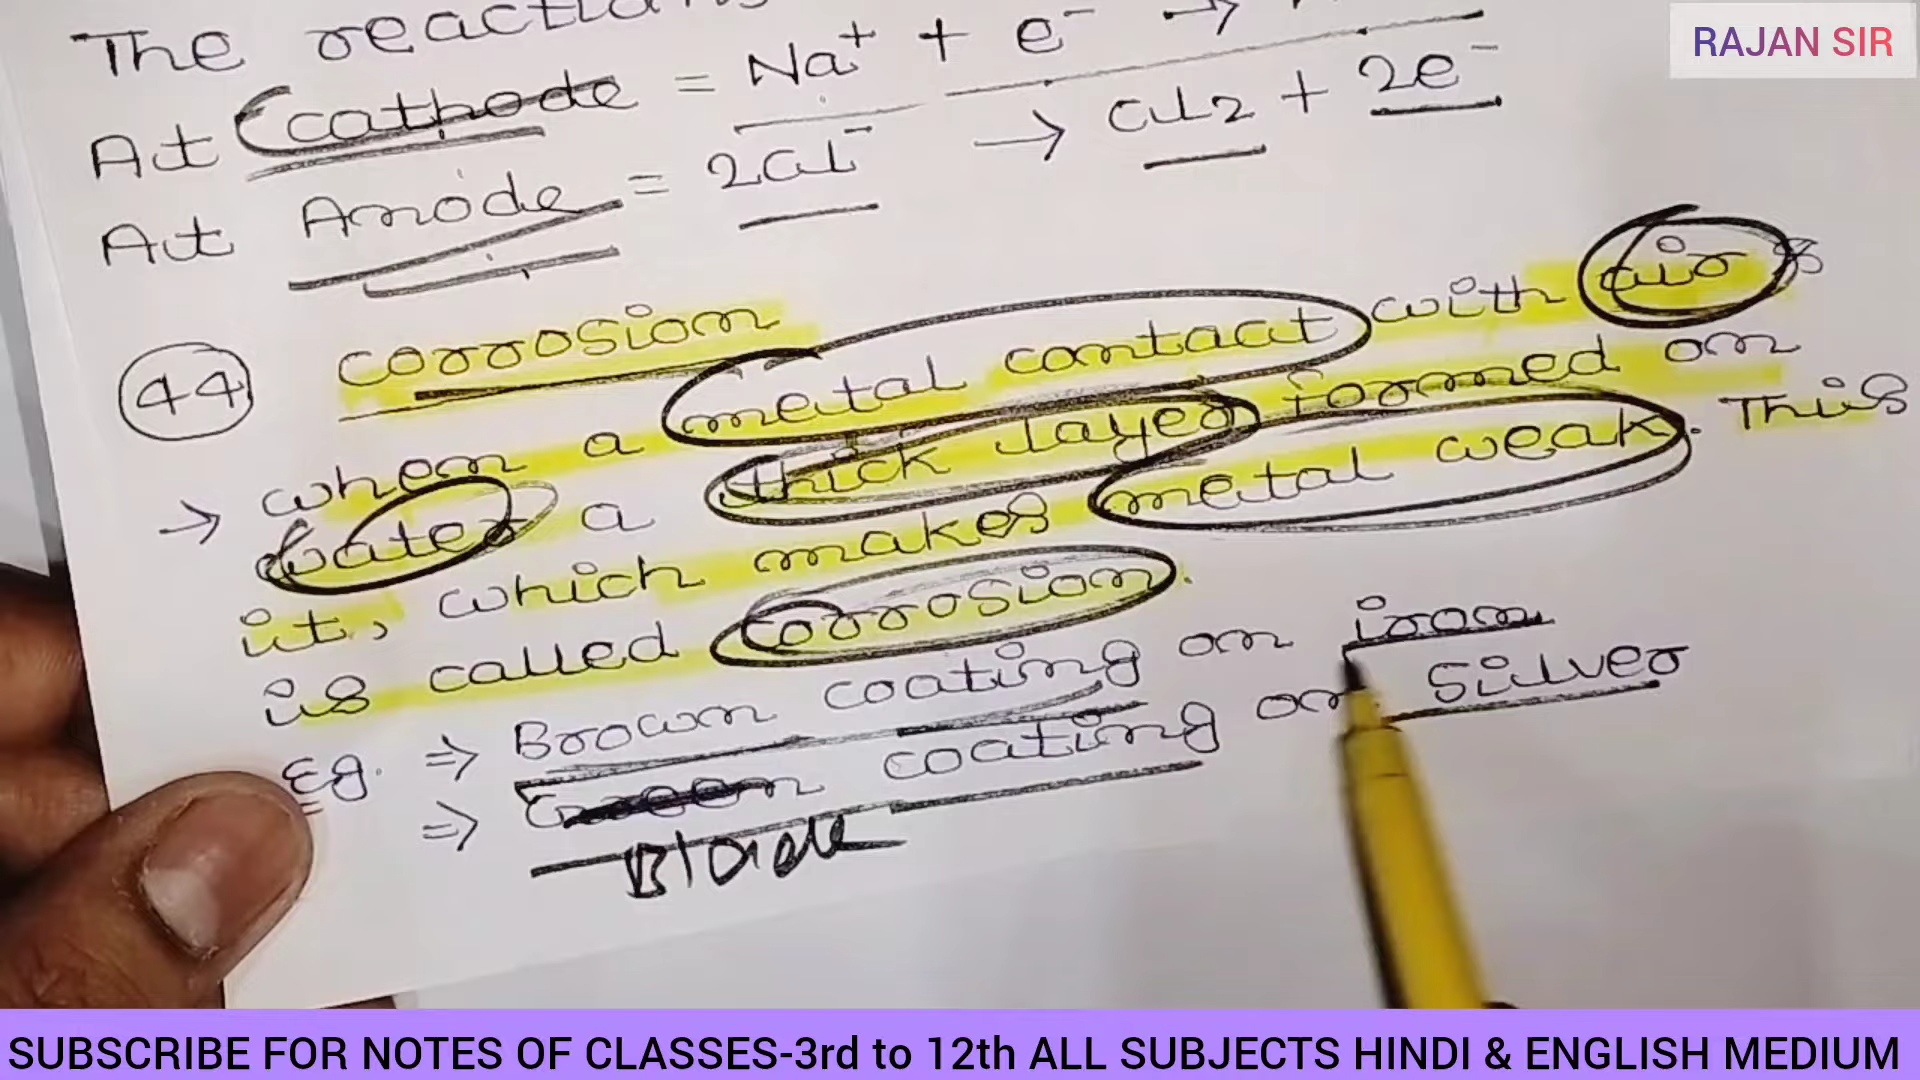 RAJAN SIR
The reaction
At Cathode = Na⁺ + e⁻ →
At Anode = 2Cl⁻ → Cl2 + 2e⁻
44 Corrosion
→ when a metal contact with air &
water a thick layer formed on
it, which makes metal weak. This
is called corrosion.
Eg. ⇒ Brown coating on iron
⇒ coating on Silver
SUBSCRIBE FOR NOTES OF CLASSES-3rd to 12th ALL SUBJECTS HINDI & ENGLISH MEDIUM